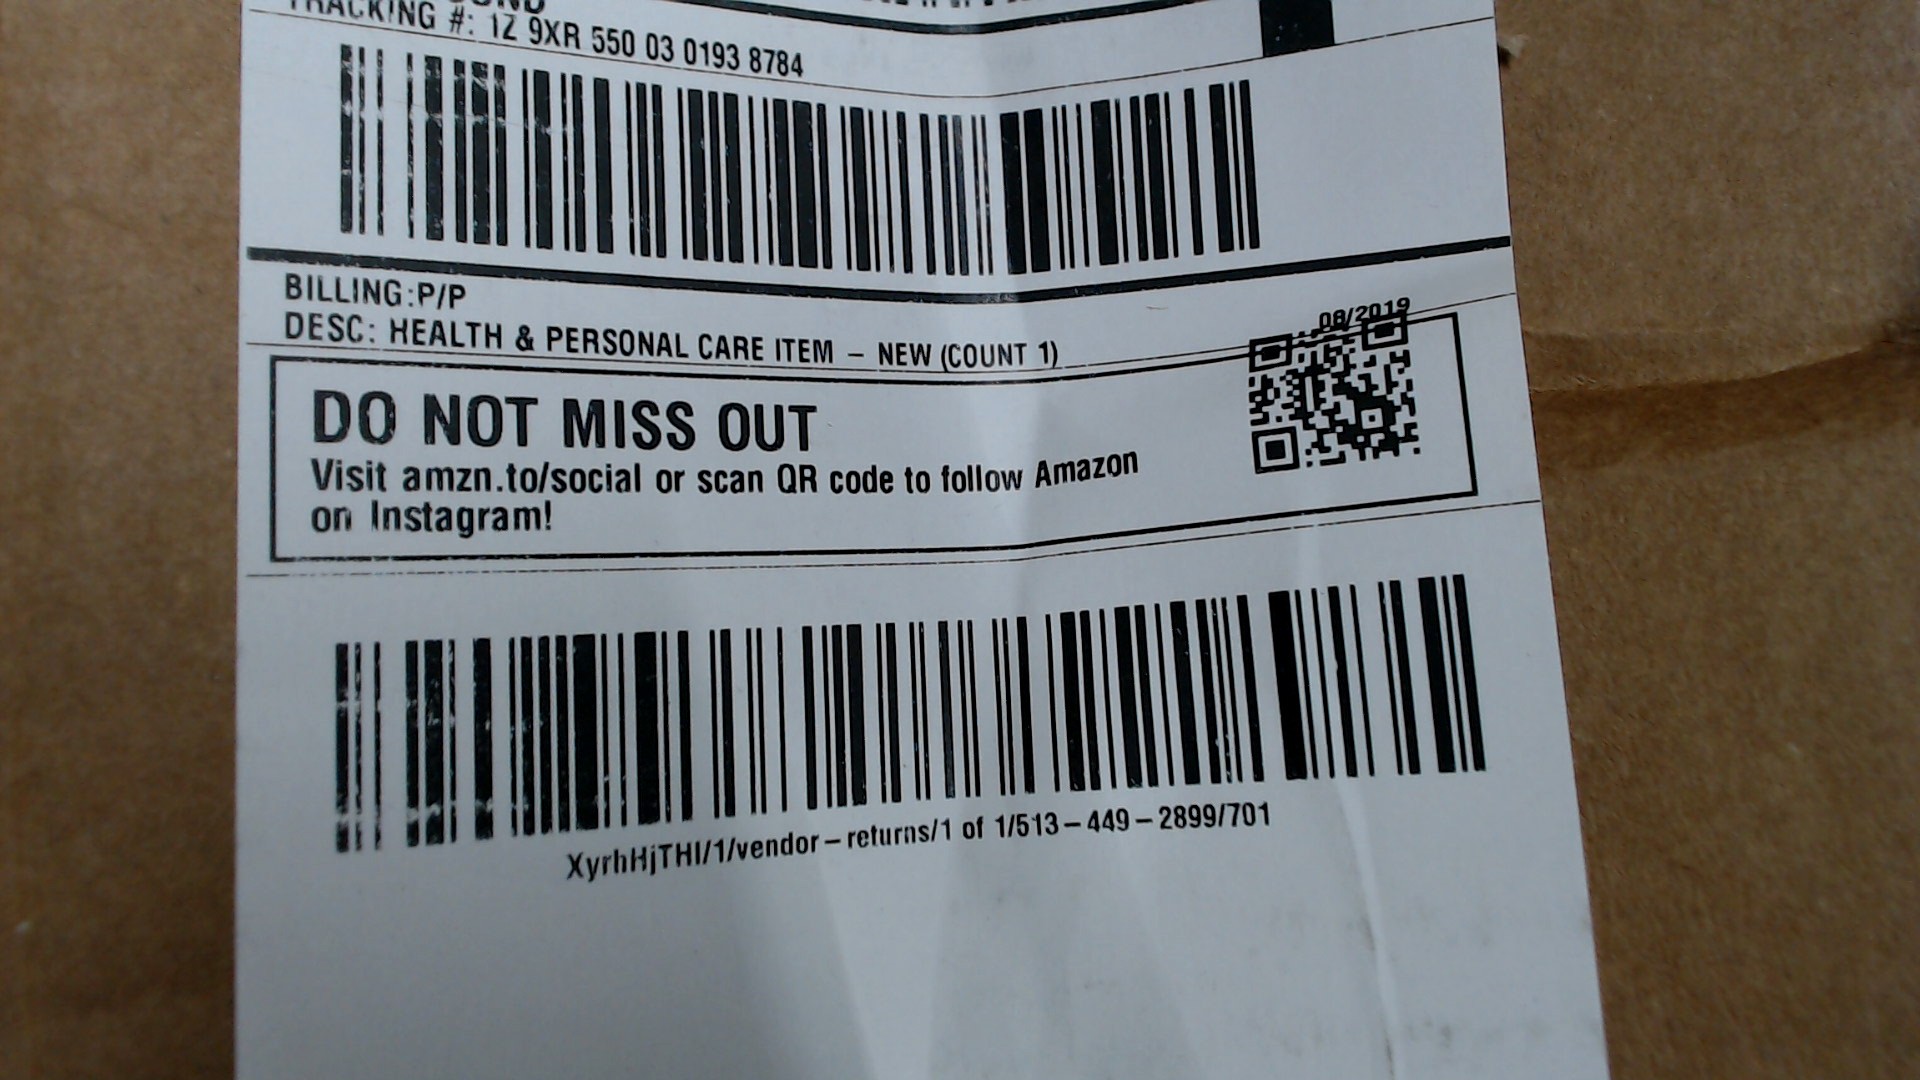 TRACKING #: 1Z 9XR 550 03 0193 8784
BILLING:P/P
DESC: HEALTH & PERSONAL CARE ITEM – NEW (COUNT 1)
08/2019
DO NOT MISS OUT
Visit amzn.to/social or scan QR code to follow Amazon
on Instagram!
XyrhHjTHI/1/vendor–returns/1 of 1/513–449–2899/701